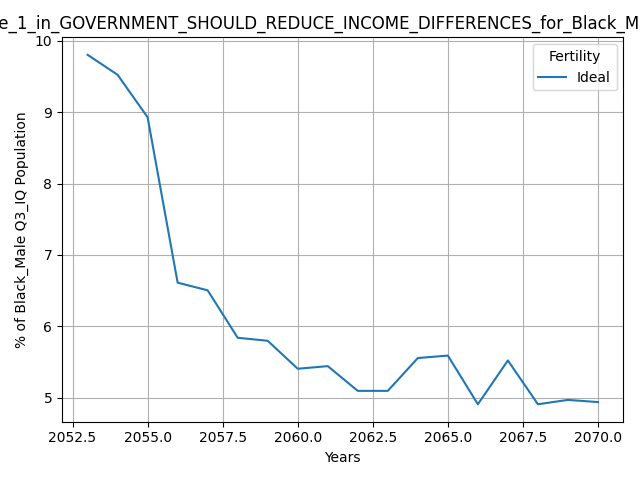 e_1_in_GOVERNMENT_SHOULD_REDUCE_INCOME_DIFFERENCES_for_Black_M
10
9
8
7
6
5
% of Black_Male Q3_IQ Population
Fertility
Ideal
2052.5 2055.0 2057.5 2060.0 2062.5 2065.0 2067.5 2070.0
Years